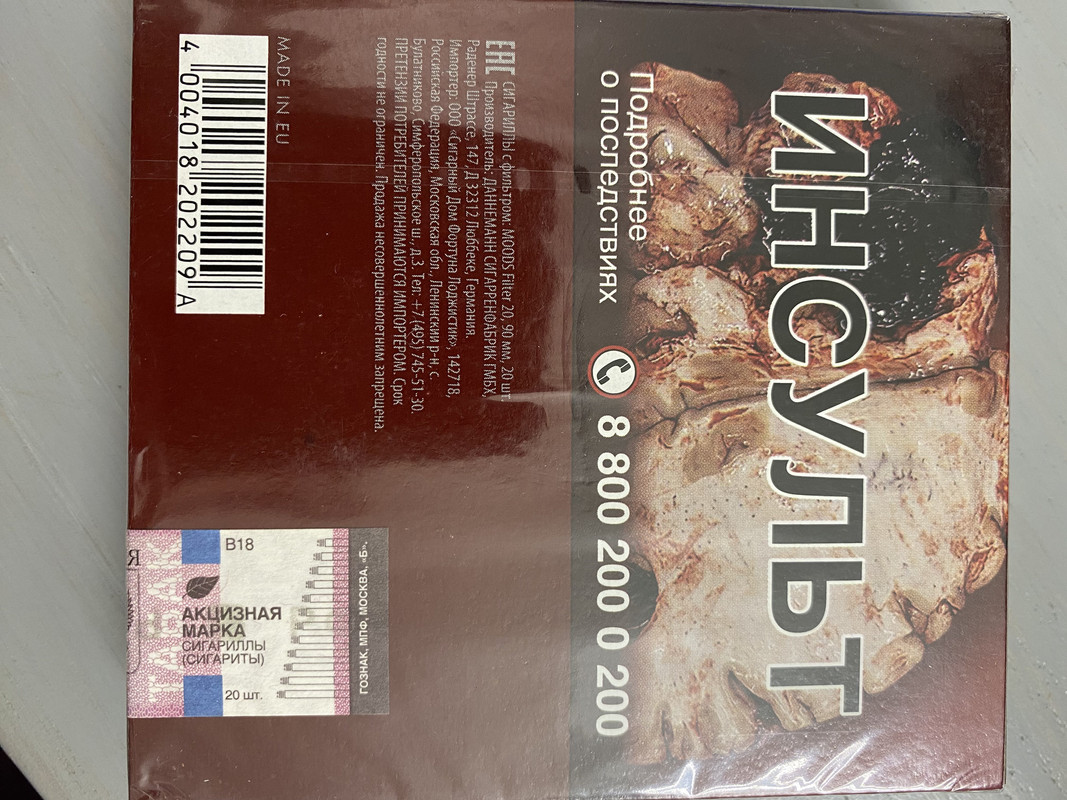 ИНСУЛЬТ
Подробнее
о последствиях
8 800 200 0 200
ЕАС СИГАРИЛЛЫ с фильтром: MOODS Filter 20, 90 мм, 20 шт.
Производитель: ДАННЕМАНН СИГАРРЕНФАБРИК ГМБХ,
Раденер Штрассе, 147, Д 32312 Люббеке, Германия.
Импортер: ООО «Сигарный Дом Фортуна Лоджистик», 142718,
Российская Федерация, Московская обл., Ленинский р-н, с.
Булатниково, Симферопольское ш., д.3. Тел: +7 (495) 745-51-30.
ПРЕТЕНЗИИ ПОТРЕБИТЕЛЕЙ ПРИНИМАЮТСЯ ИМПОРТЕРОМ. Срок
годности не ограничен. Продажа несовершеннолетним запрещена.
MADE IN EU
4 004018 202209 A
В18
АКЦИЗНАЯ
МАРКА
СИГАРИЛЛЫ
(СИГАРИТЫ)
20 шт.
ГОЗНАК, МПФ, МОСКВА, «Б».